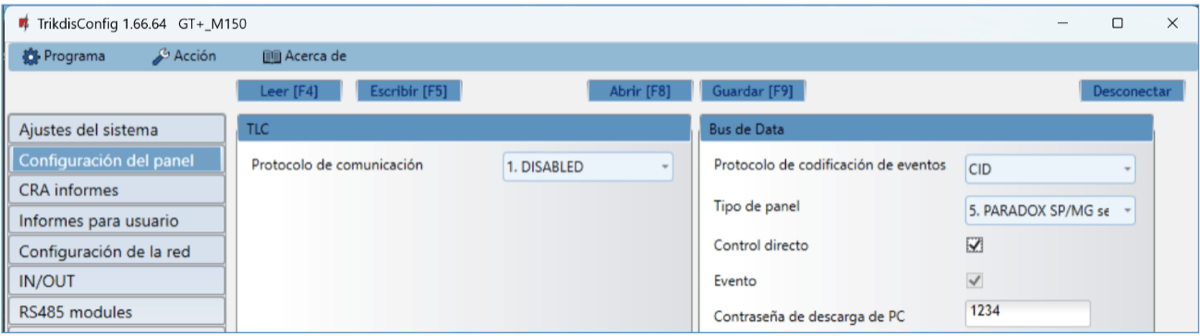 TrikdisConfig 1.66.64 GT+_M150
Programa Acción Acerca de
Leer [F4] Escribir [F5] Abrir [F8] Guardar [F9] Desconectar
Ajustes del sistema
Configuración del panel
CRA informes
Informes para usuario
Configuración de la red
IN/OUT
RS485 modules
TLC
Protocolo de comunicación 1. DISABLED
Bus de Data
Protocolo de codificación de eventos CID
Tipo de panel 5. PARADOX SP/MG se
Control directo
Evento
Contraseña de descarga de PC 1234